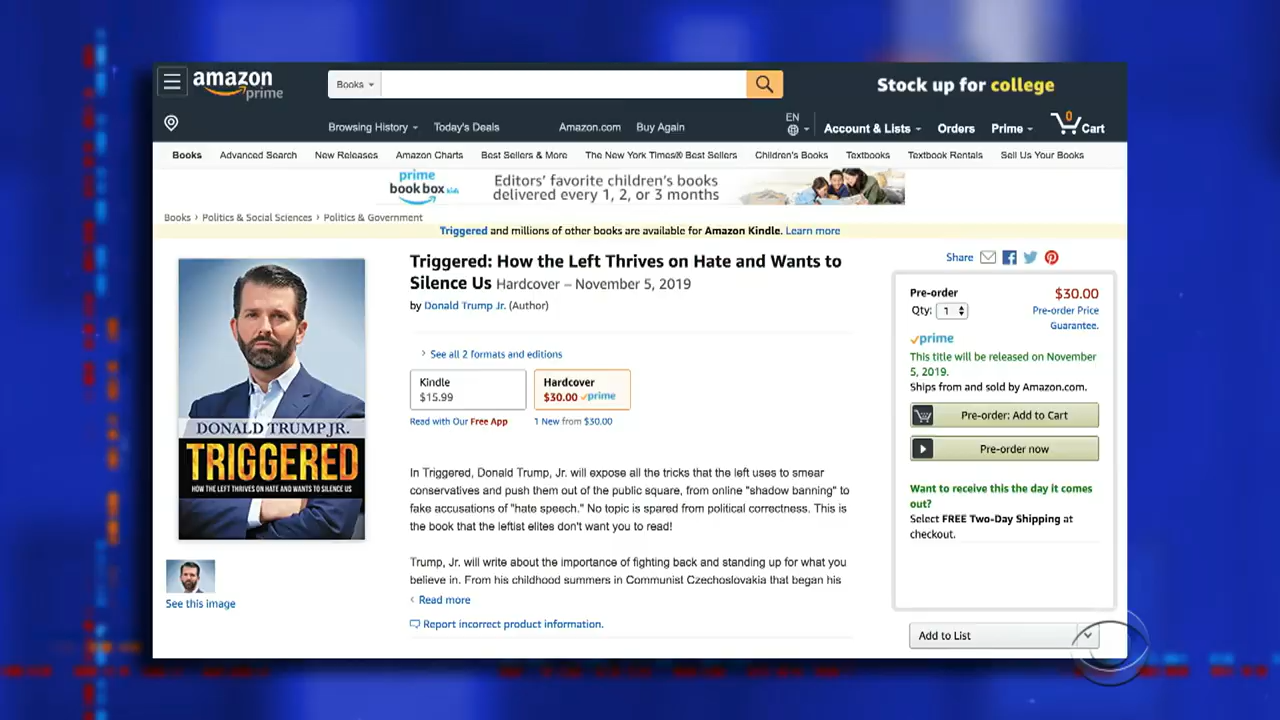 amazon
prime
Books
Stock up for college
Browsing History
Today's Deals
Amazon.com
Buy Again
EN
Account & Lists
Orders
Prime
0
Cart
Books
Advanced Search
New Releases
Amazon Charts
Best Sellers & More
The New York Times® Best Sellers
Children's Books
Textbooks
Textbook Rentals
Sell Us Your Books
prime
book box kids
Editors' favorite children's books
delivered every 1, 2, or 3 months
Books › Politics & Social Sciences › Politics & Government
Triggered and millions of other books are available for Amazon Kindle. Learn more
DONALD TRUMP JR.
TRIGGERED
HOW THE LEFT THRIVES ON HATE AND WANTS TO SILENCE US
See this image
Triggered: How the Left Thrives on Hate and Wants to
Silence Us Hardcover – November 5, 2019
by Donald Trump Jr. (Author)
› See all 2 formats and editions
Kindle
$15.99
Hardcover
$30.00 prime
Read with Our Free App
1 New from $30.00
In Triggered, Donald Trump, Jr. will expose all the tricks that the left uses to smear
conservatives and push them out of the public square, from online "shadow banning" to
fake accusations of "hate speech." No topic is spared from political correctness. This is
the book that the leftist elites don't want you to read!
Trump, Jr. will write about the importance of fighting back and standing up for what you
believe in. From his childhood summers in Communist Czechoslovakia that began his
‹ Read more
Report incorrect product information.
Share
Pre-order
$30.00
Qty: 1
Pre-order Price
Guarantee.
prime
This title will be released on November
5, 2019.
Ships from and sold by Amazon.com.
Pre-order: Add to Cart
Pre-order now
Want to receive this the day it comes
out?
Select FREE Two-Day Shipping at
checkout.
Add to List